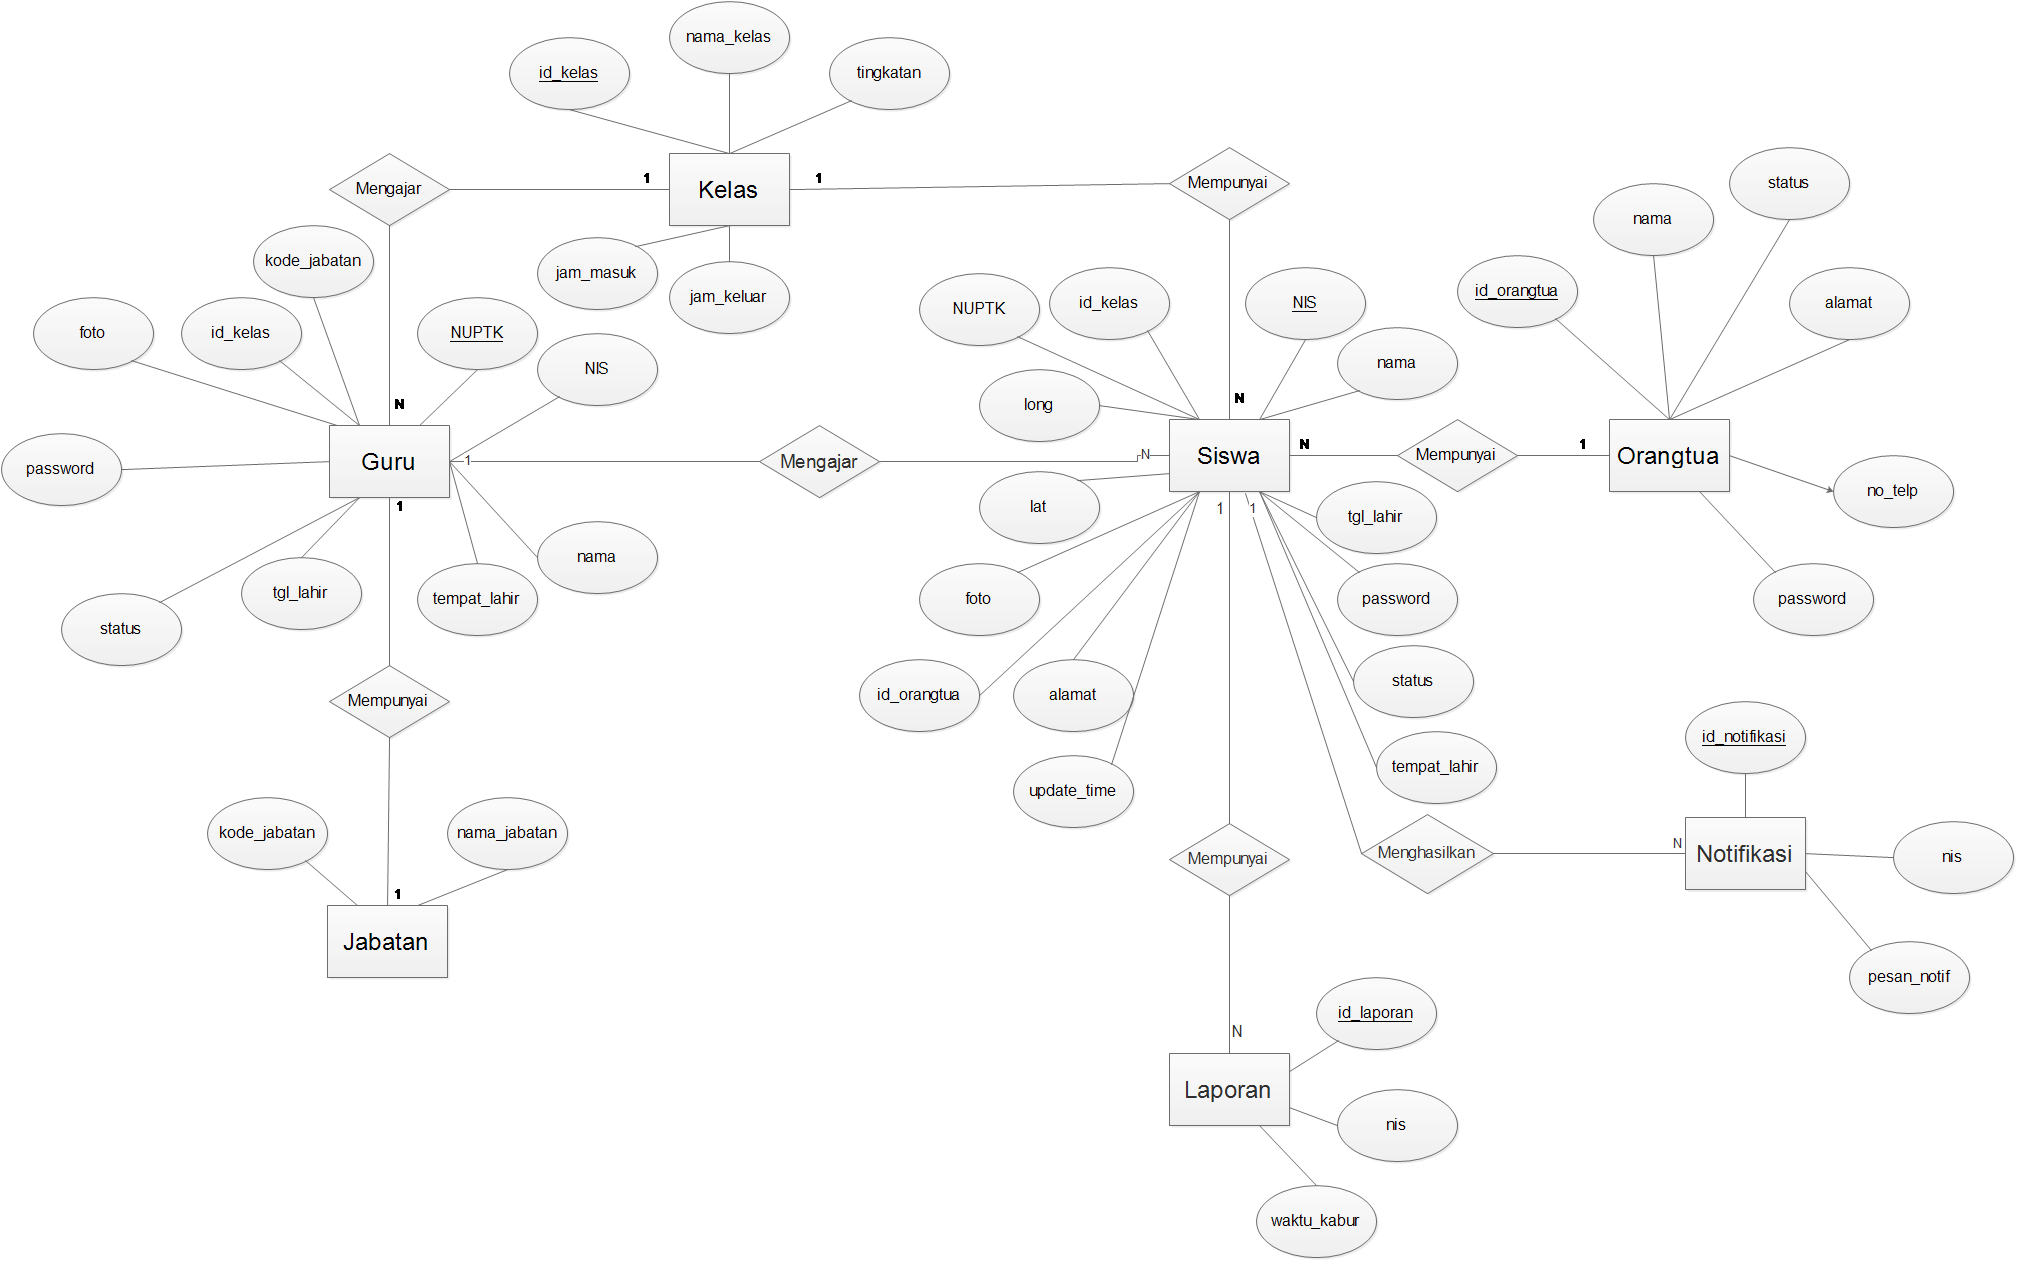 nama_kelas
id_kelas
tingkatan
Mengajar
1
Kelas
1
Mempunyai
status
nama
kode_jabatan
jam_masuk
jam_keluar
id_orangtua
alamat
foto
id_kelas
NUPTK
NIS
NUPTK
id_kelas
NIS
nama
long
N
N
password
Guru
1
Mengajar
N
Siswa
N
Mempunyai
1
Orangtua
no_telp
1
lat
1
1
tgl_lahir
nama
tgl_lahir
tempat_lahir
foto
password
password
status
id_orangtua
alamat
status
Mempunyai
id_notifikasi
update_time
tempat_lahir
kode_jabatan
nama_jabatan
Mempunyai
Menghasilkan
N
Notifikasi
nis
1
Jabatan
pesan_notif
id_laporan
N
Laporan
nis
waktu_kabur